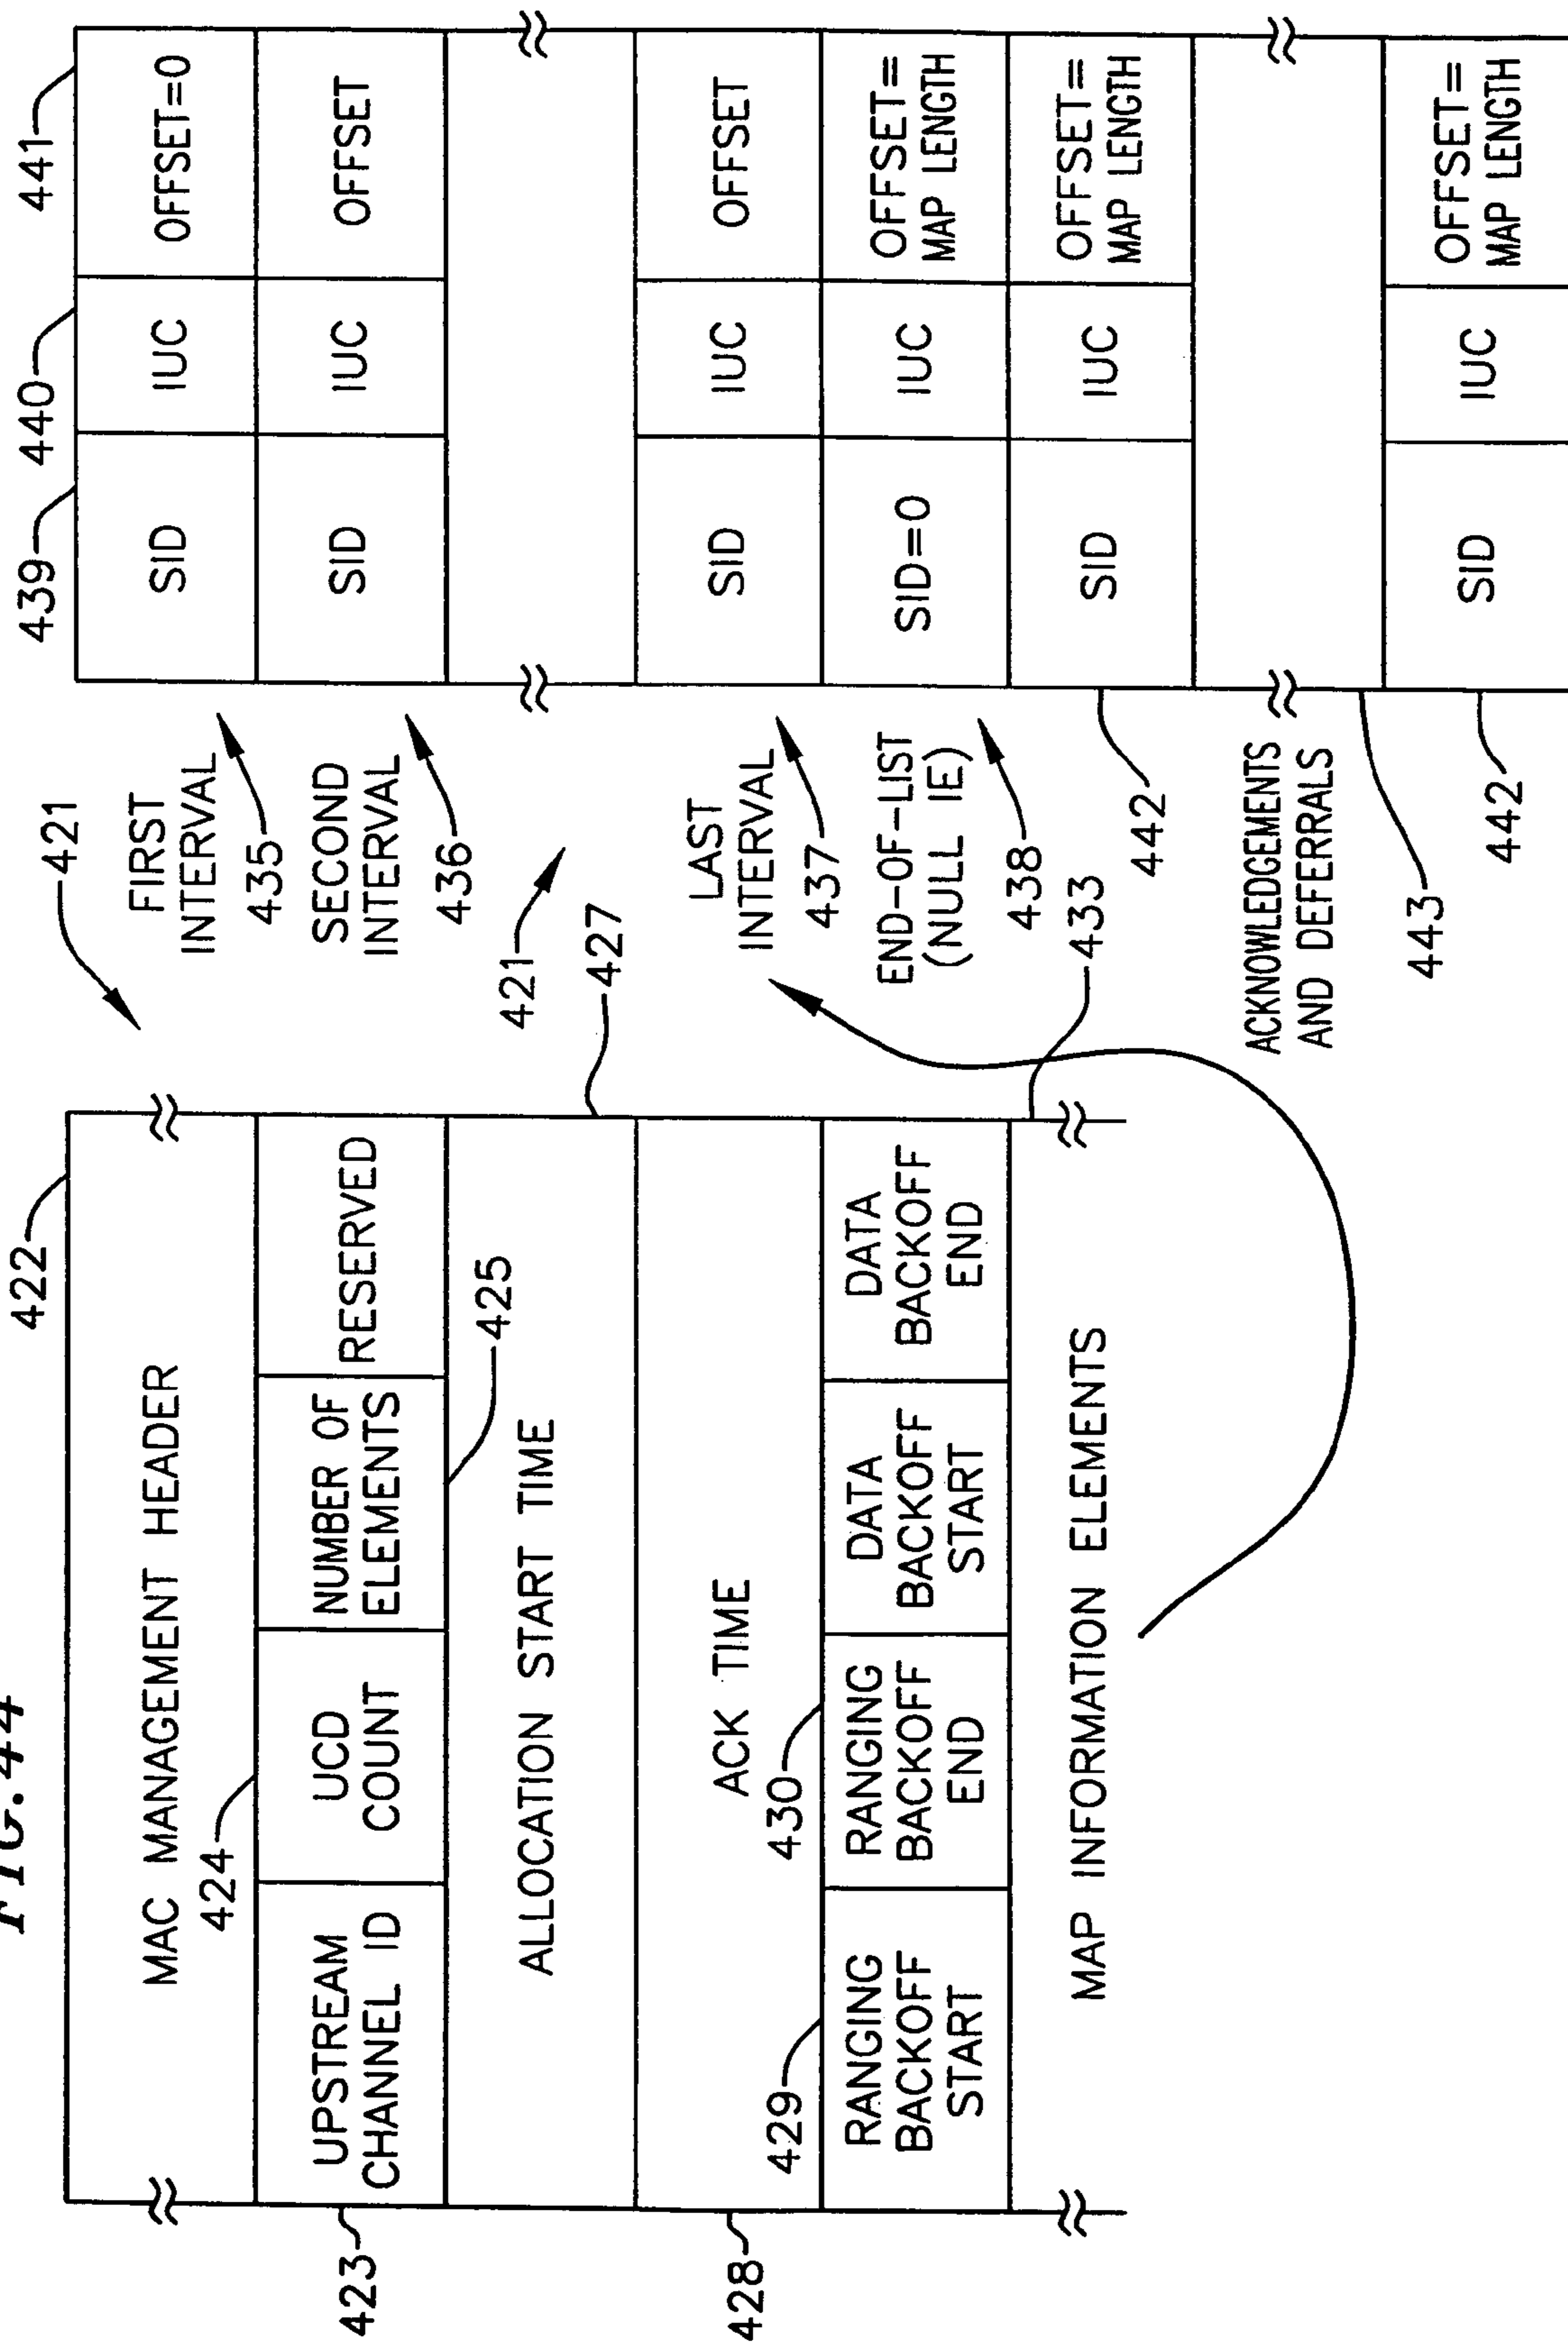 FIG.44
422
421
MAC MANAGEMENT HEADER
424
UPSTREAM
CHANNEL ID
UCD
COUNT
NUMBER OF
ELEMENTS
RESERVED
423
425
ALLOCATION START TIME
427
ACK TIME
428
429
430
RANGING
BACKOFF
START
RANGING
BACKOFF
END
DATA
BACKOFF
START
DATA
BACKOFF
END
433
MAP INFORMATION ELEMENTS
439
440
441
FIRST
INTERVAL
435
SID
IUC
OFFSET=0
SECOND
INTERVAL
436
SID
IUC
OFFSET
421
LAST
INTERVAL
437
SID
IUC
OFFSET
END-OF-LIST
(NULL IE)
438
SID=0
IUC
OFFSET=
MAP LENGTH
442
SID
IUC
OFFSET=
MAP LENGTH
ACKNOWLEDGEMENTS
AND DEFERRALS
443
442
SID
IUC
OFFSET=
MAP LENGTH